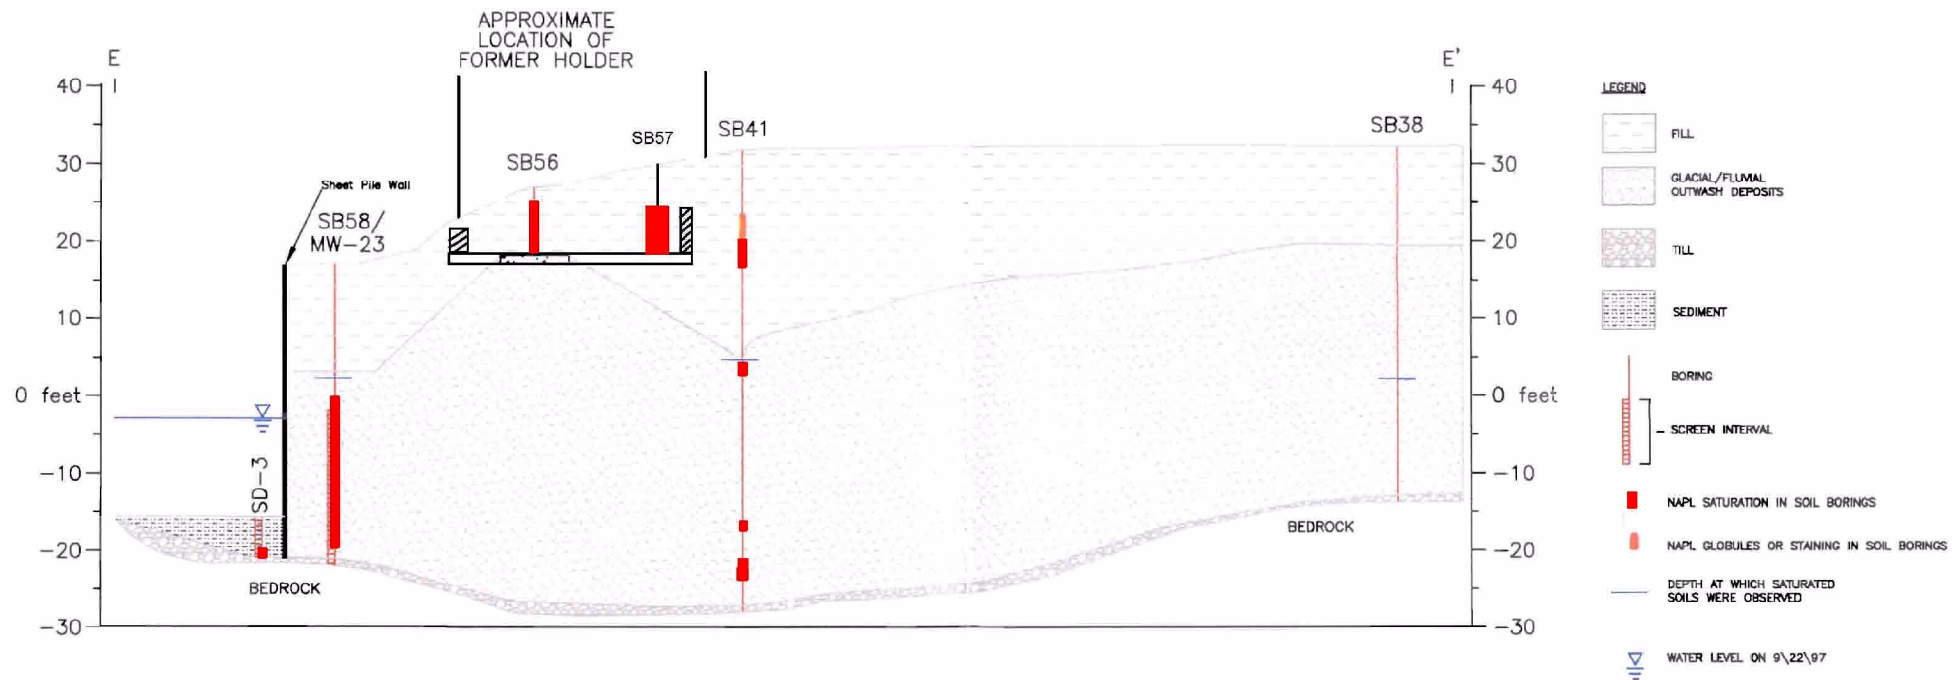 APPROXIMATE
LOCATION OF
FORMER HOLDER
E
E'
40
40
30
30
20
20
10
10
0 feet
0 feet
-10
-10
-20
-20
-30
-30
Sheet Pile Wall
SB58/
MW-23
SB56
SB57
SB41
SB38
SD-3
BEDROCK
BEDROCK
LEGEND
FILL
GLACIAL/FLUVIAL
OUTWASH DEPOSITS
TILL
SEDIMENT
BORING
SCREEN INTERVAL
NAPL SATURATION IN SOIL BORINGS
NAPL GLOBULES OR STAINING IN SOIL BORINGS
DEPTH AT WHICH SATURATED
SOILS WERE OBSERVED
WATER LEVEL ON 9\22\97